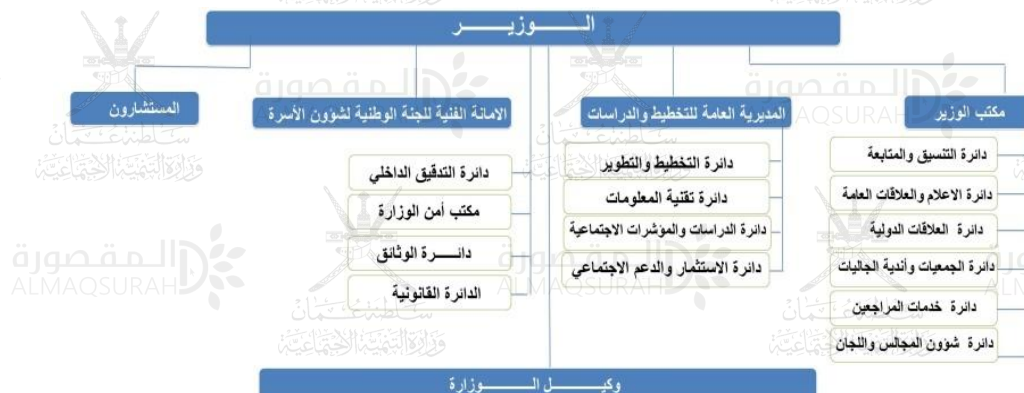 الـــــــوزيـــــــر
مكتب الوزير
المديرية العامة للتخطيط والدراسات
الامانة الفنية للجنة الوطنية لشؤون الأسرة
المستشارون
دائرة التنسيق والمتابعة
دائرة الاعلام والعلاقات العامة
دائرة العلاقات الدولية
دائرة الجمعيات وأندية الجاليات
دائرة خدمات المراجعين
دائرة شؤون المجالس واللجان
دائرة التخطيط والتطوير
دائرة تقنية المعلومات
دائرة الدراسات والمؤشرات الاجتماعية
دائرة الاستثمار والدعم الاجتماعي
دائرة التدقيق الداخلي
مكتب أمن الوزارة
دائـــــرة الوثائق
الدائرة القانونية
وكيـــــــل الـــــــــوزارة
المقصورة
ALMAQSURAH
سلطنة عمان
وزارة التنمية الاجتماعية